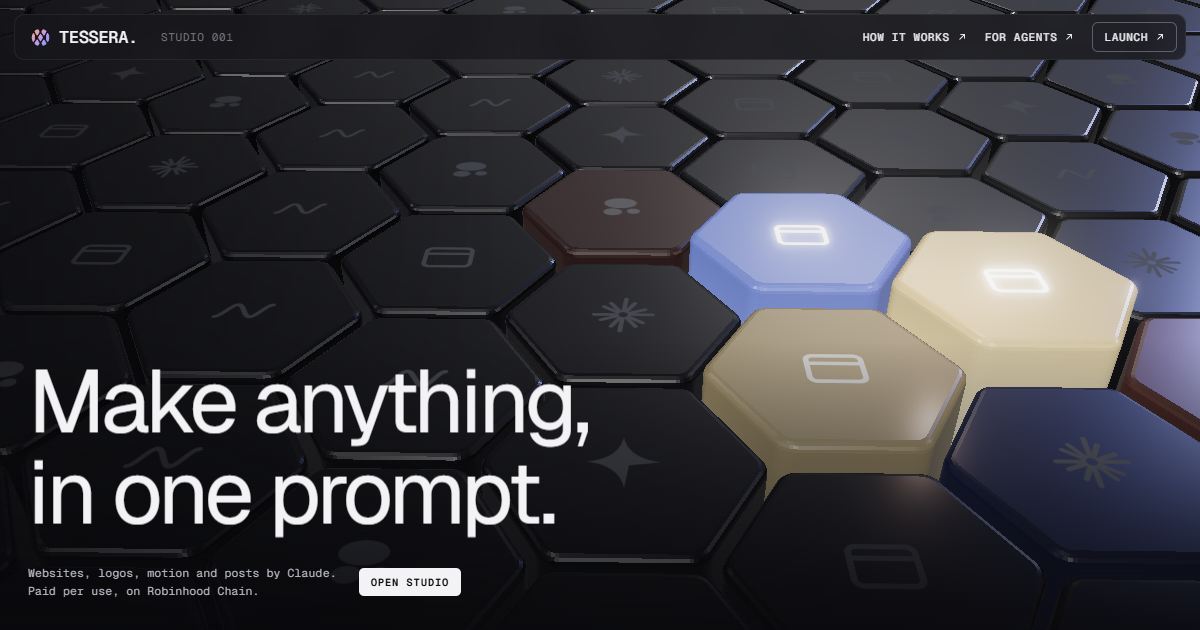 TESSERA.
STUDIO 001
HOW IT WORKS ↗
FOR AGENTS ↗
LAUNCH ↗
Make anything,
in one prompt.
Websites, logos, motion and posts by Claude.
Paid per use, on Robinhood Chain.
OPEN STUDIO